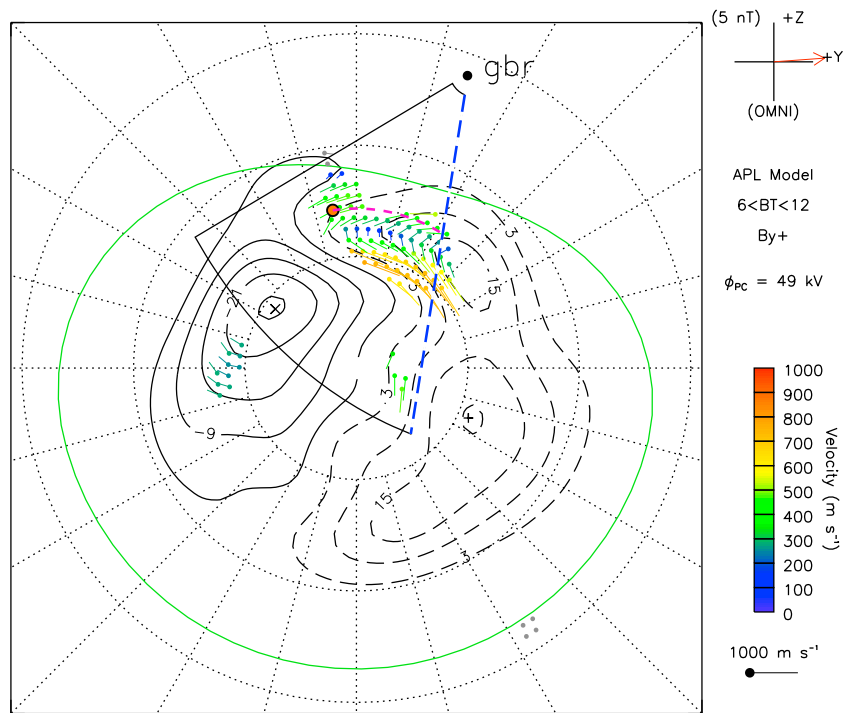 (5 nT)
+Z
+Y
(OMNI)
gbr
APL Model
6<BT<12
By+
ϕPC = 49 kV
3
15
3
-9
15
3
1000
900
800
700
600
500
400
300
200
100
0
Velocity (m s⁻¹)
1000 m s⁻¹